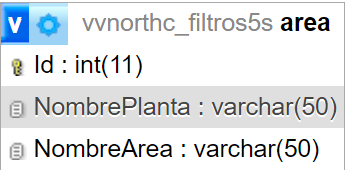 v vvnorthc_filtros5s area
Id : int(11)
NombrePlanta : varchar(50)
NombreArea : varchar(50)